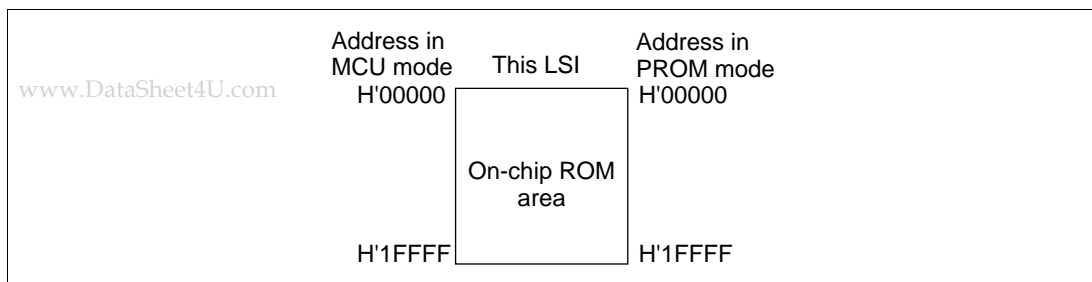 Address in
MCU mode
This LSI
Address in
PROM mode
www.DataSheet4U.com
H'00000
H'00000
On-chip ROM
area
H'1FFFF
H'1FFFF